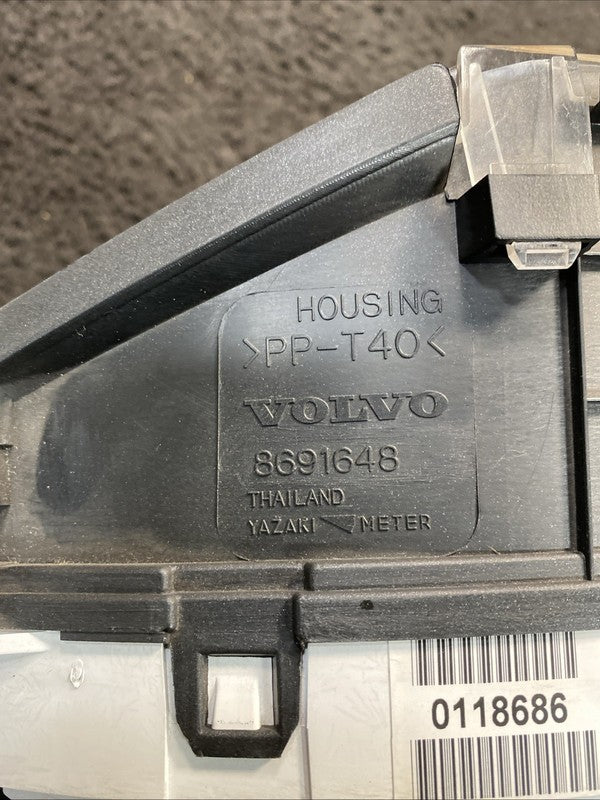 HOUSING
>PP-T40<
VOLVO
8691648
THAILAND
YAZAKI METER
0118686